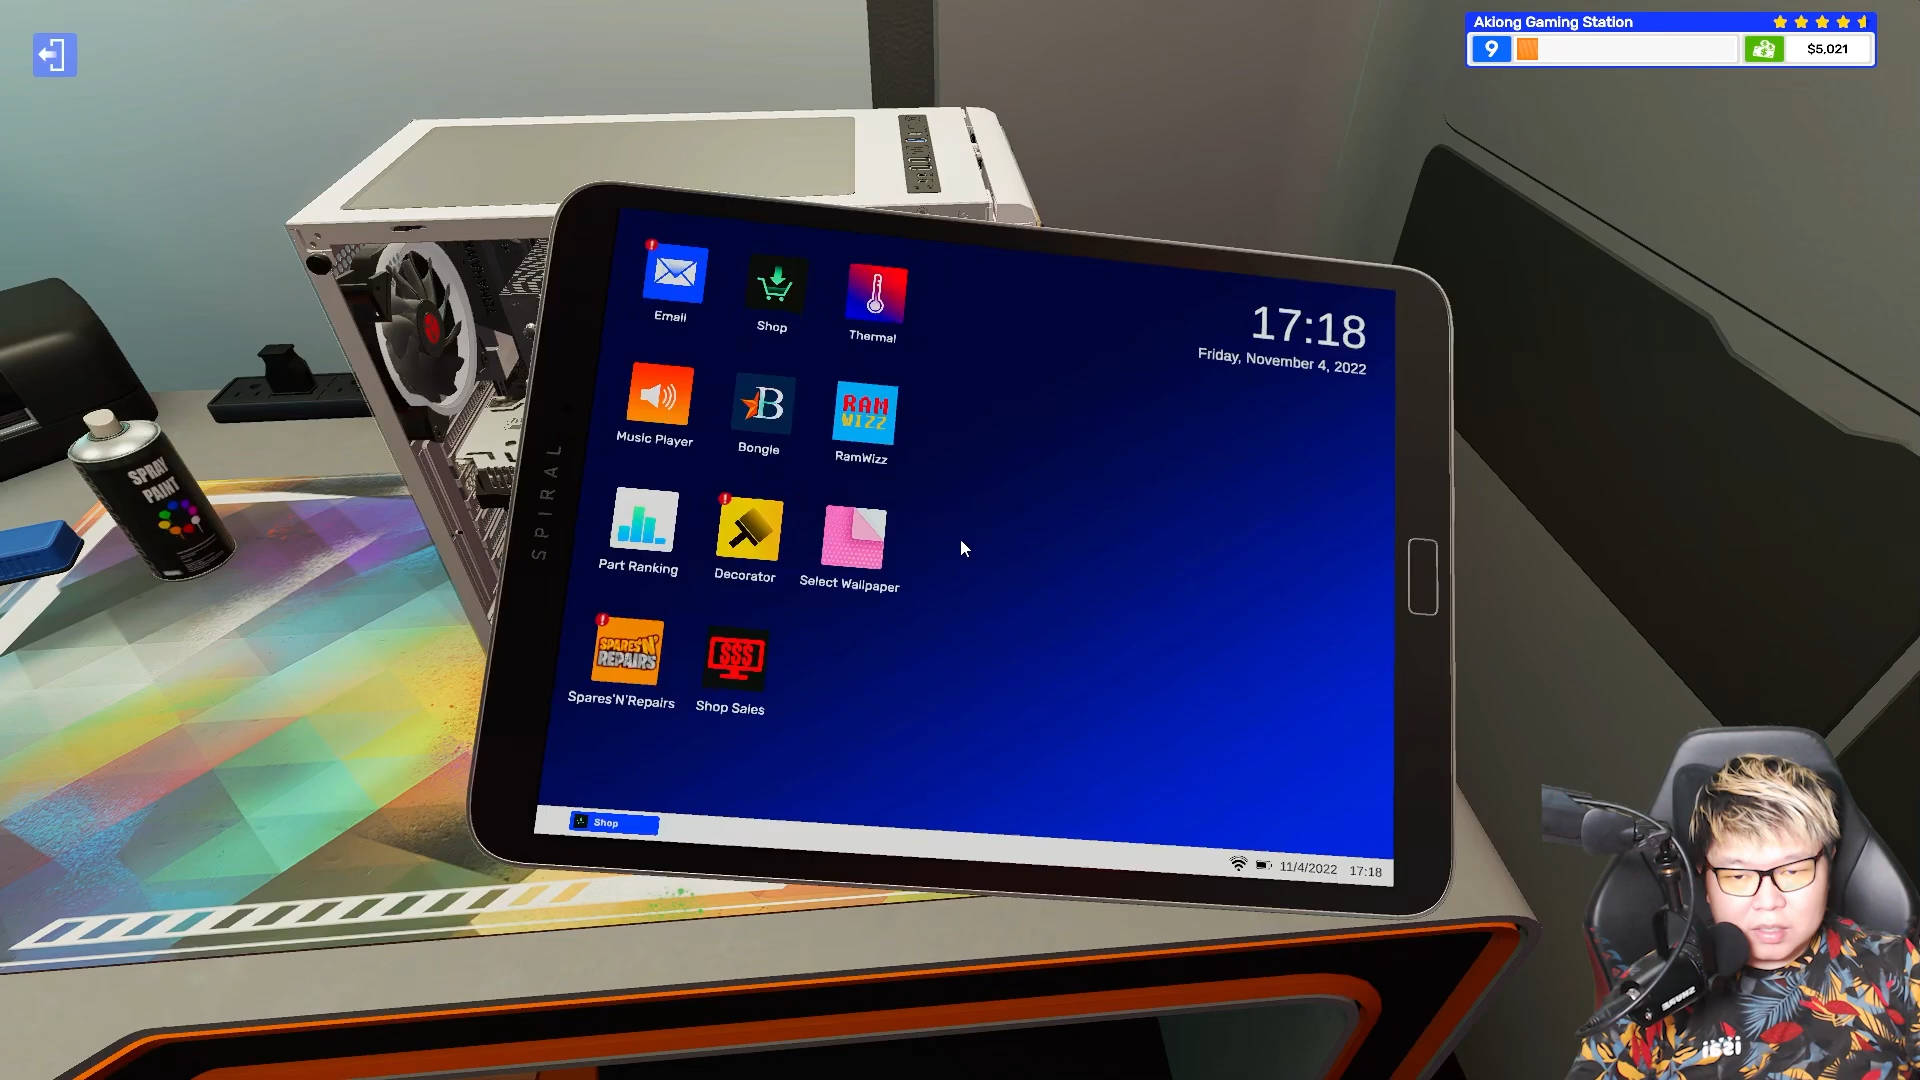 Akiong Gaming Station
9
$5,021
17:18
Friday, November 4, 2022
Email
Shop
Thermal
B
RAM
WIZZ
Music Player
Bongle
RamWizz
Part Ranking
Decorator
Select Wallpaper
SPARES'N'
REPAIRS
SSS
Spares'N'Repairs
Shop Sales
Shop
11/4/2022
17:18
SPIRAL
SPRAY
PAINT